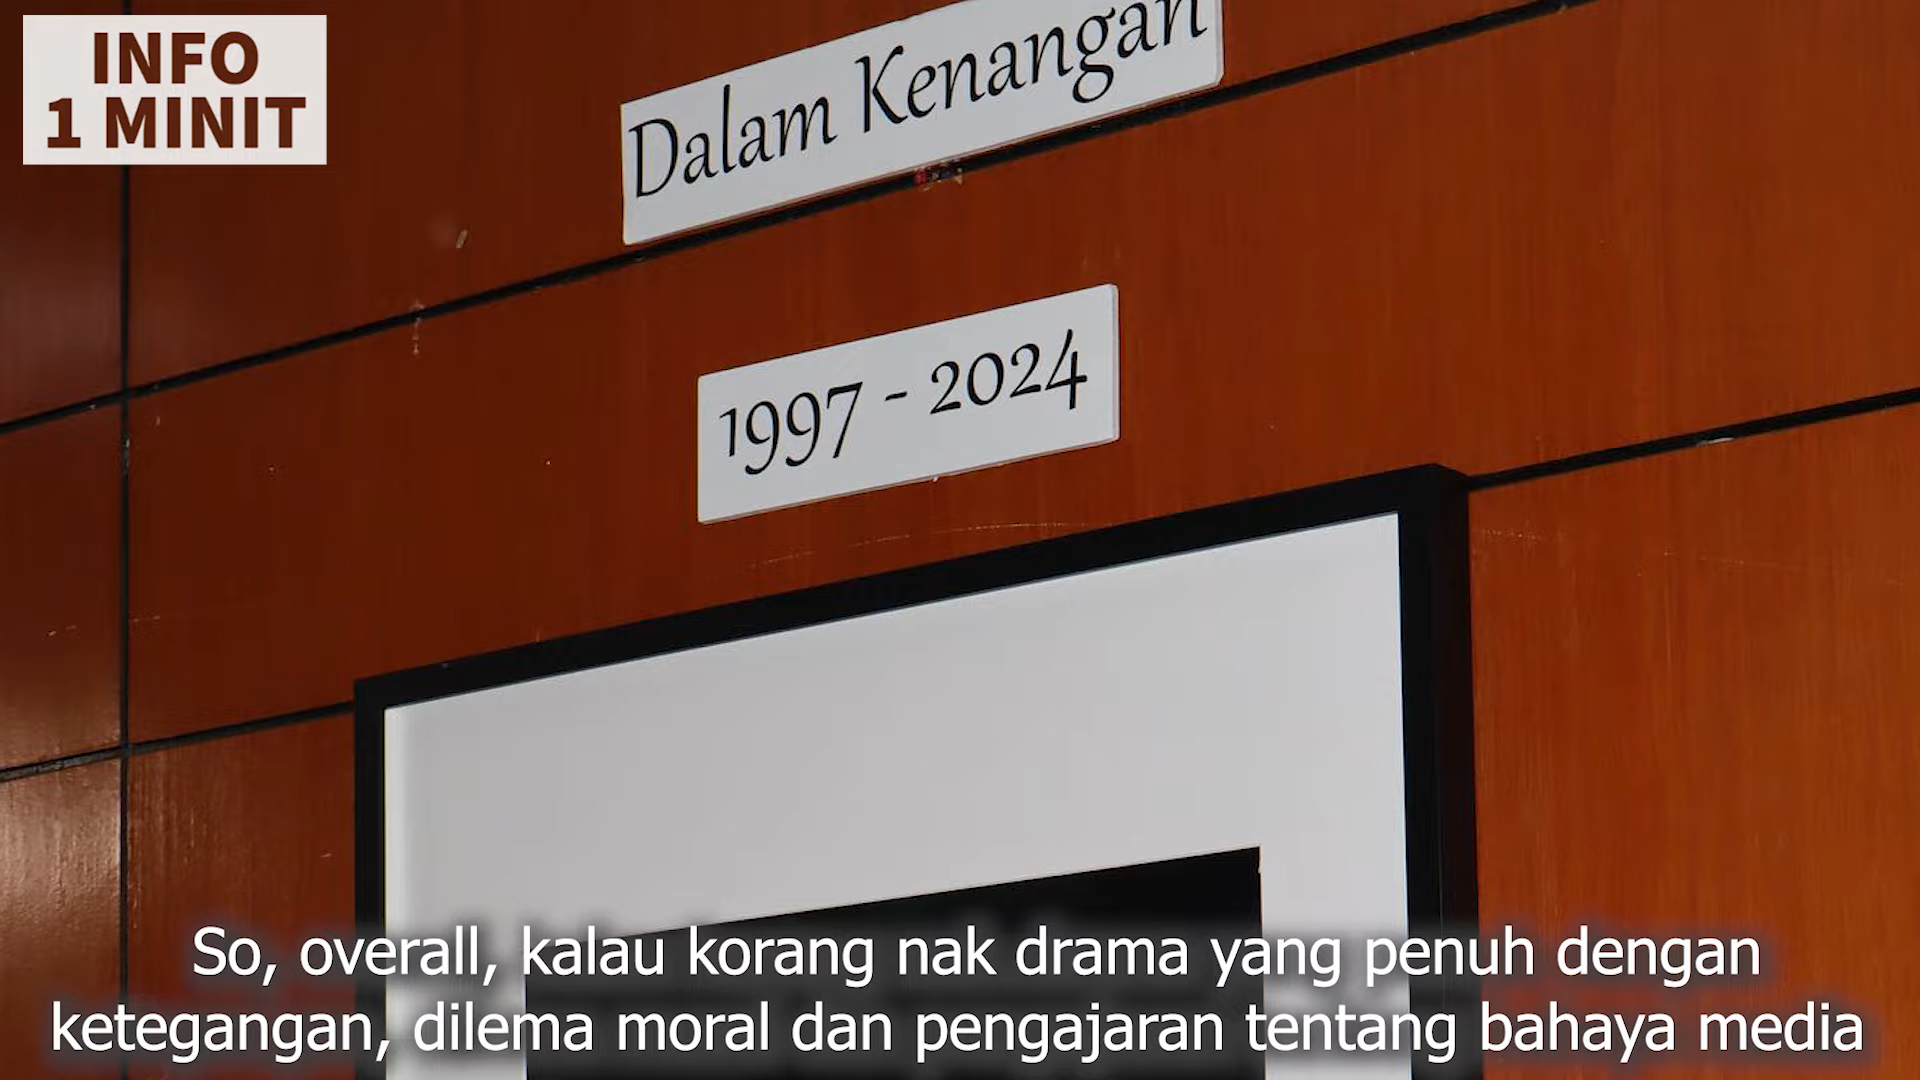 INFO
1 MINIT
Dalam Kenangan
1997 - 2024
So, overall, kalau korang nak drama yang penuh dengan
ketegangan, dilema moral dan pengajaran tentang bahaya media